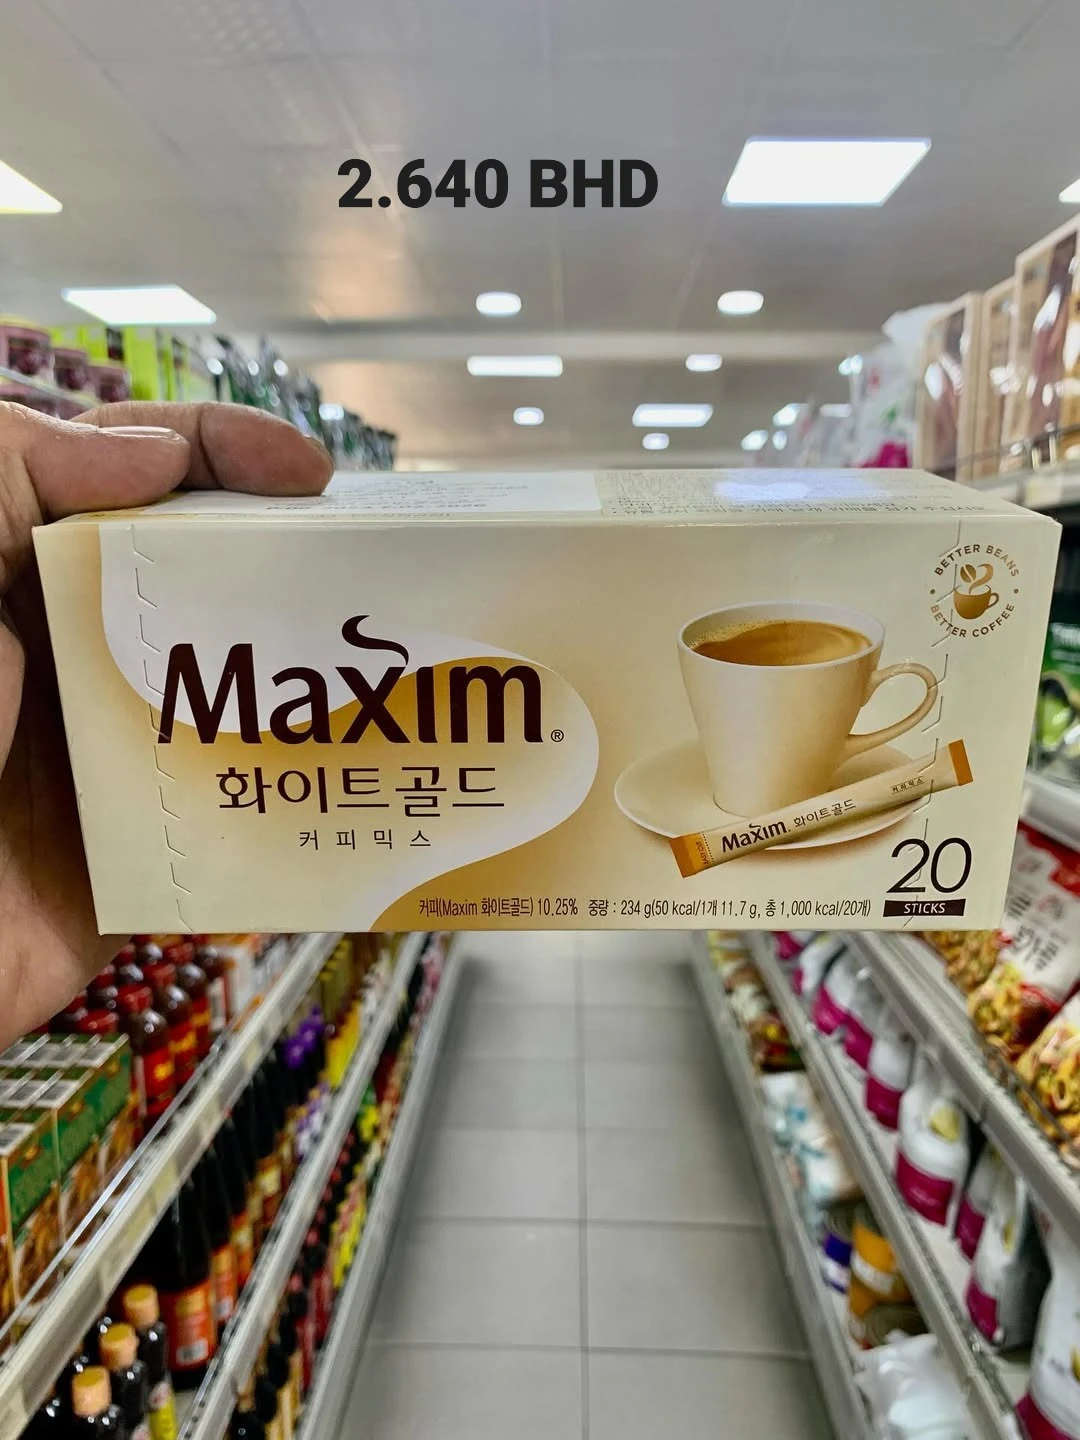 2.640 BHD
BETTER BEANS
BETTER COFFEE
Maxim®
화이트골드
커피믹스
Maxim. 화이트골드 커피믹스
20
STICKS
커피(Maxim 화이트골드) 10.25% 중량 : 234 g(50 kcal/1개 11.7 g, 총 1,000 kcal/20개)